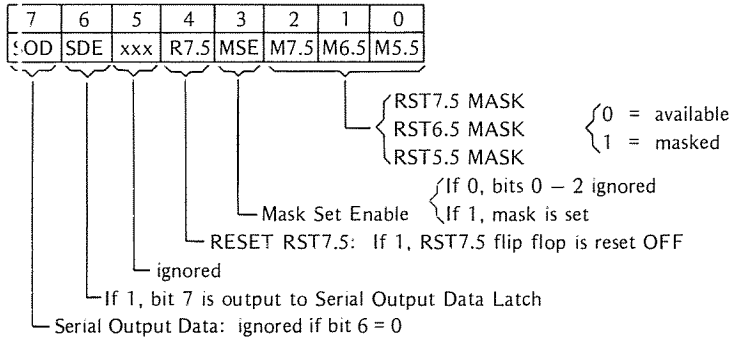 7 6 5 4 3 2 1 0
SOD SDE xxx R7.5 MSE M7.5 M6.5 M5.5
RST7.5 MASK
RST6.5 MASK
RST5.5 MASK
0 = available
1 = masked
Mask Set Enable
If 0, bits 0 – 2 ignored
If 1, mask is set
RESET RST7.5: If 1, RST7.5 flip flop is reset OFF
ignored
If 1, bit 7 is output to Serial Output Data Latch
Serial Output Data: ignored if bit 6 = 0